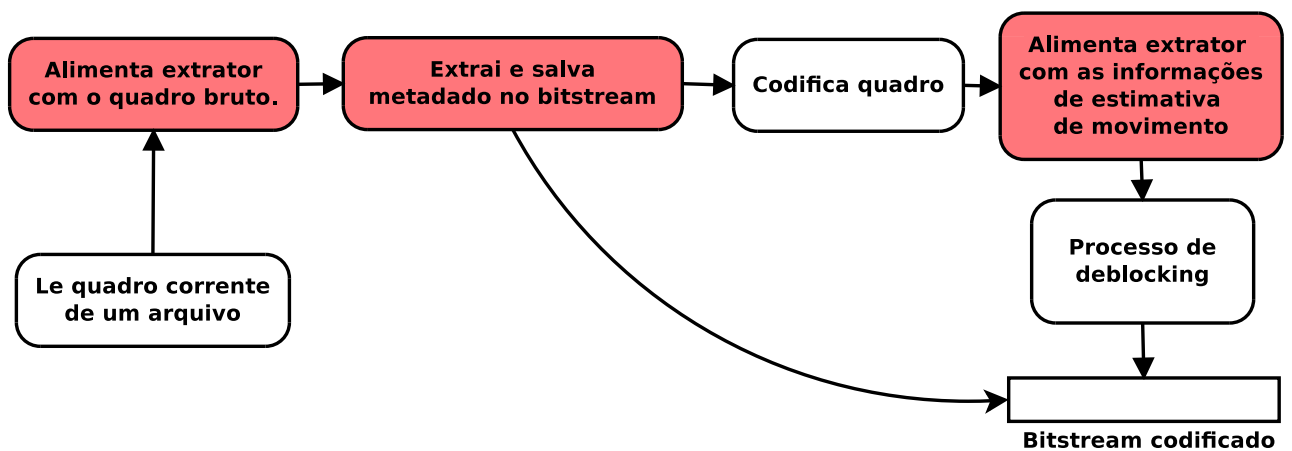 Alimenta extrator
com o quadro bruto.
Extrai e salva
metadado no bitstream
Codifica quadro
Alimenta extrator
com as informações
de estimativa
de movimento
Le quadro corrente
de um arquivo
Processo de
deblocking
Bitstream codificado